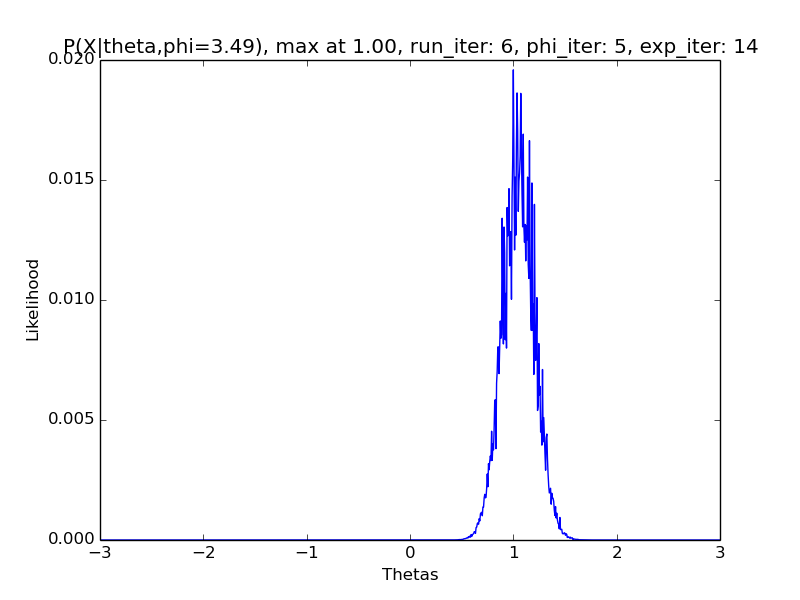 P(X|theta,phi=3.49), max at 1.00, run_iter: 6, phi_iter: 5, exp_iter: 14
0.020
0.015
0.010
0.005
0.000
Likelihood
−3 −2 −1 0 1 2 3
Thetas